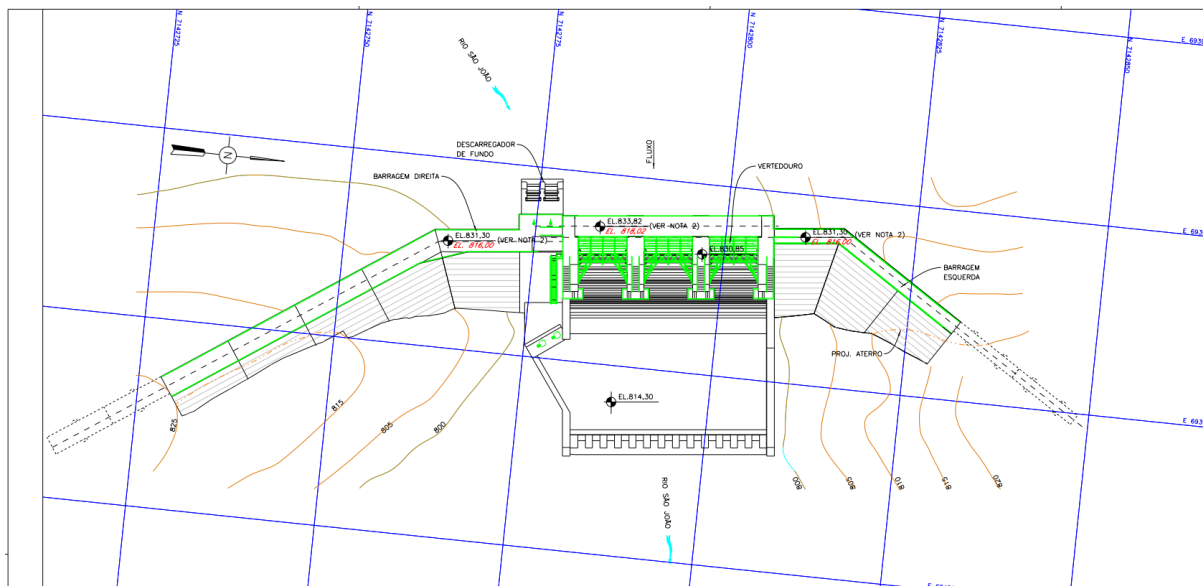 N 7142725
N 7142750
N 7142775
N 7142800
N 7142825
N 7142850
E 6939
RIO SÃO JOÃO
DESCARREGADOR
DE FUNDO
FLUXO
N
BARRAGEM DIREITA
VERTEDOURO
EL.833,82
(VER NOTA 2)
EL. 818,02
EL.831,30
(VER NOTA 2)
EL. 816,00
EL.830,85
EL.831,30
(VER NOTA 2)
EL. 816,00
E 693
BARRAGEM
ESQUERDA
PROJ. ATERRO
EL.814,30
825
815
805
800
E 693
800
805
810
815
820
RIO SÃO JOÃO